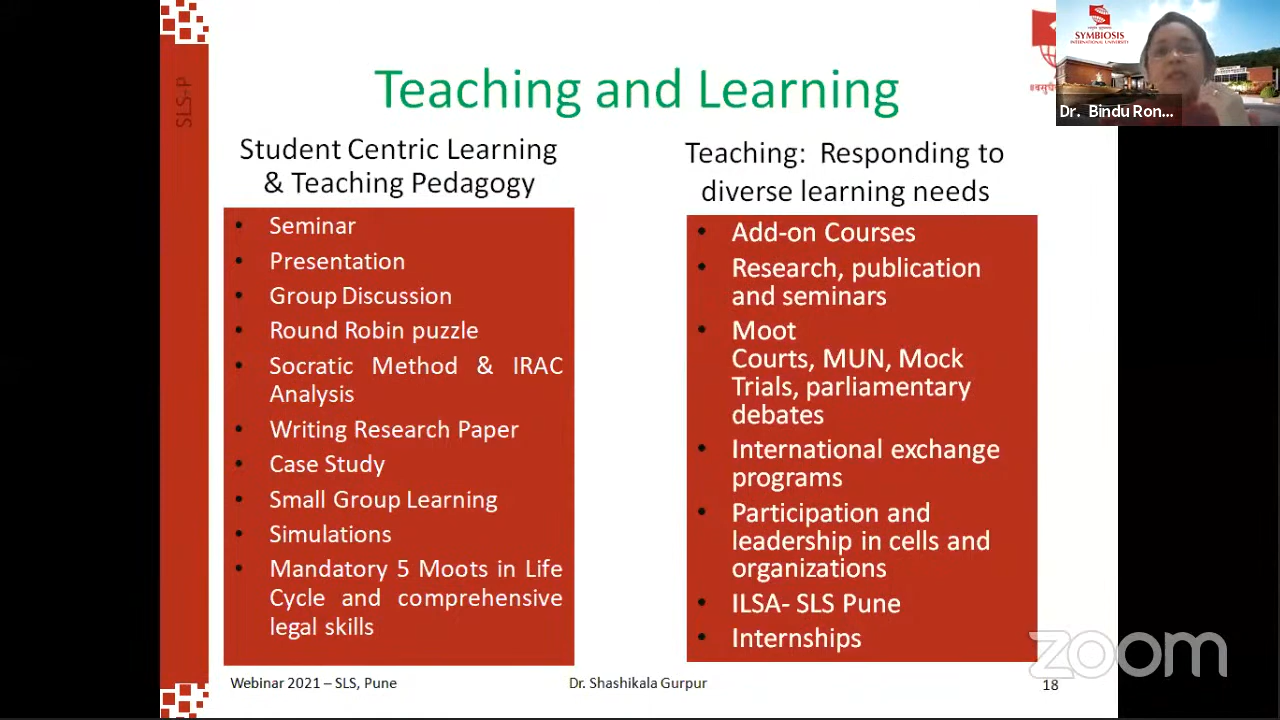 SLS-P
Teaching and Learning
SYMBIOSIS
INTERNATIONAL UNIVERSITY
Dr. Bindu Ron...
Student Centric Learning
& Teaching Pedagogy
• Seminar
• Presentation
• Group Discussion
• Round Robin puzzle
• Socratic Method & IRAC
Analysis
• Writing Research Paper
• Case Study
• Small Group Learning
• Simulations
• Mandatory 5 Moots in Life
Cycle and comprehensive
legal skills
Teaching: Responding to
diverse learning needs
• Add-on Courses
• Research, publication
and seminars
• Moot
Courts, MUN, Mock
Trials, parliamentary
debates
• International exchange
programs
• Participation and
leadership in cells and
organizations
• ILSA- SLS Pune
• Internships
zoom
Webinar 2021 – SLS, Pune
Dr. Shashikala Gurpur
18